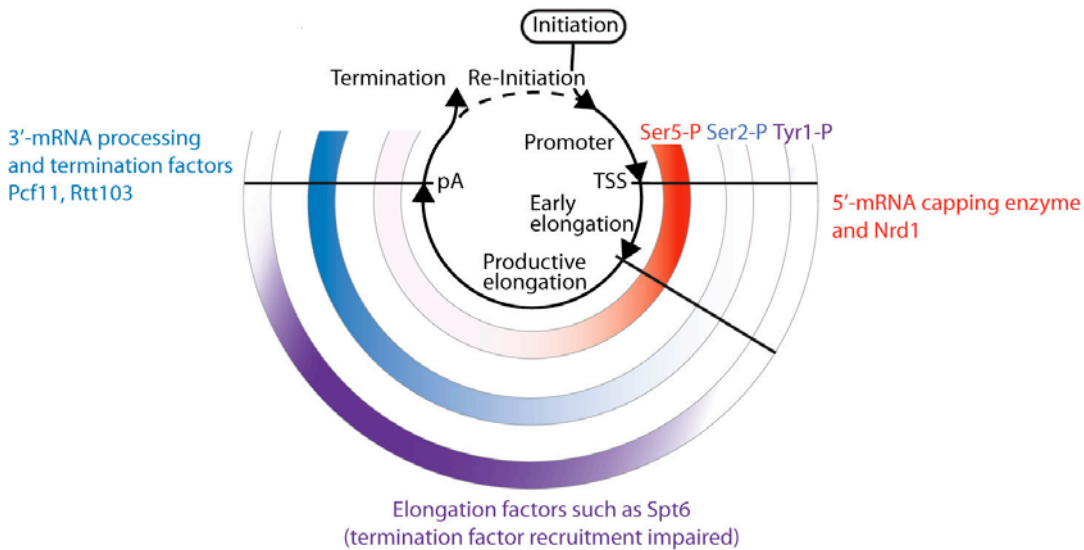 Initiation
Termination
Re-Initiation
3'-mRNA processing
and termination factors
Pcf11, Rtt103
Promoter
Ser5-P Ser2-P Tyr1-P
pA
TSS
5'-mRNA capping enzyme
and Nrd1
Early
elongation
Productive
elongation
Elongation factors such as Spt6
(termination factor recruitment impaired)